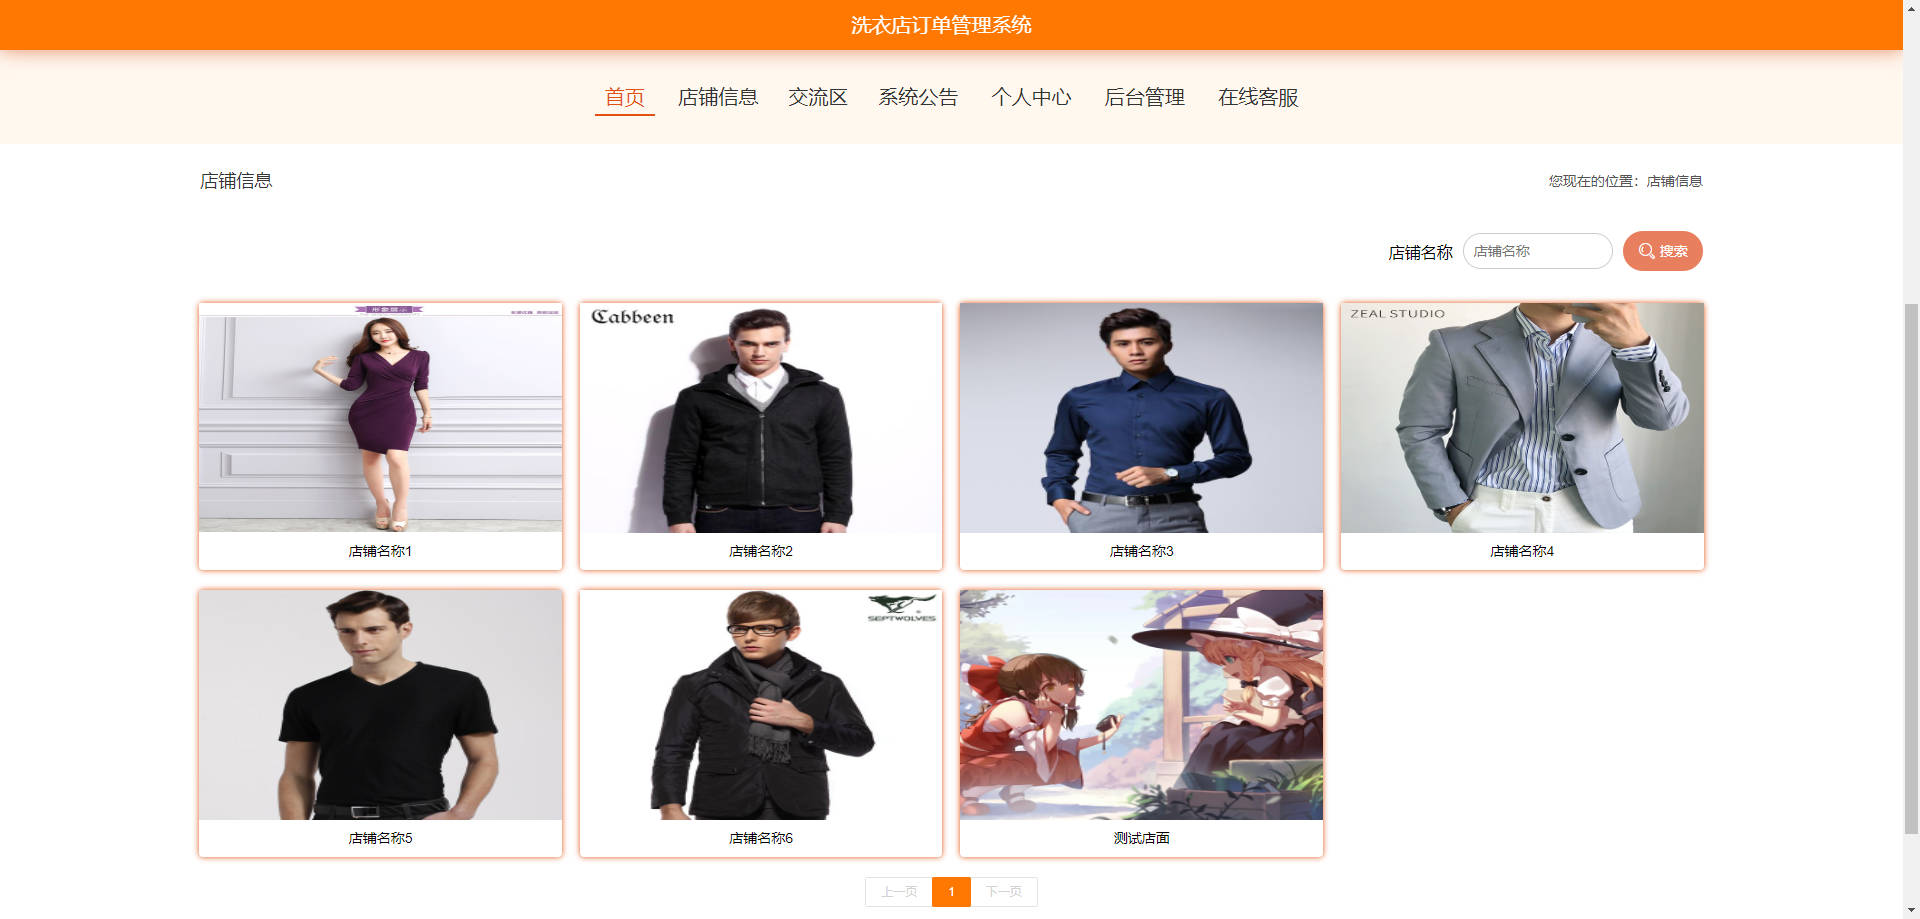 洗衣店订单管理系统
首页 店铺信息 交流区 系统公告 个人中心 后台管理 在线客服
店铺信息 您现在的位置：店铺信息
店铺名称 店铺名称 搜索
形象展示
Cabbeen
ZEAL STUDIO
店铺名称1 店铺名称2 店铺名称3 店铺名称4
SEPTWOLVES
店铺名称5 店铺名称6 测试店面
上一页 1 下一页